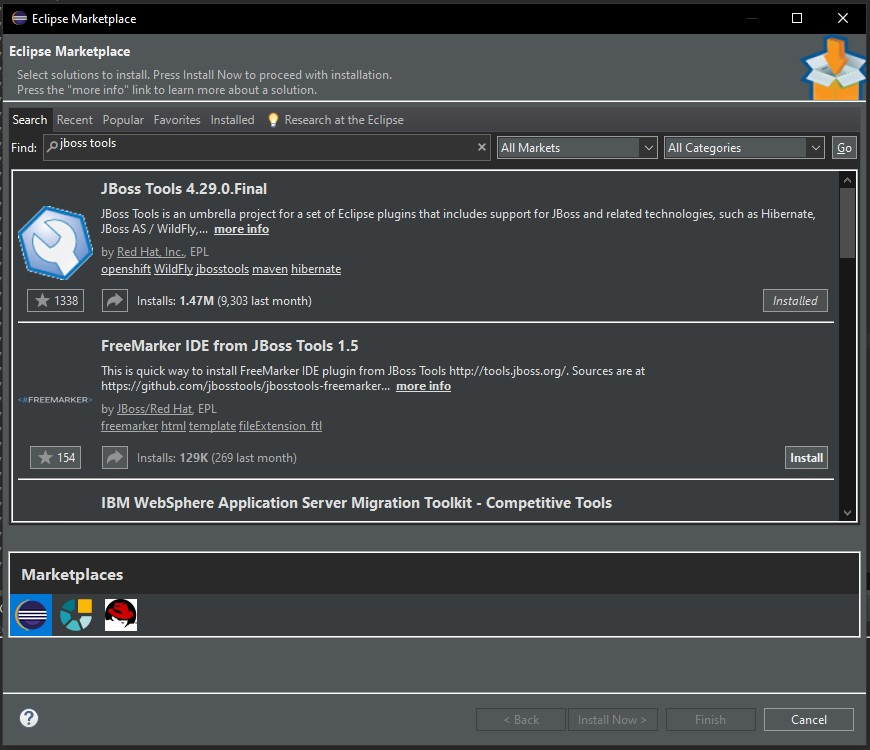 Eclipse Marketplace
Eclipse Marketplace
Select solutions to install. Press Install Now to proceed with installation.
Press the "more info" link to learn more about a solution.
Search Recent Popular Favorites Installed Research at the Eclipse
Find: jboss tools All Markets All Categories Go
JBoss Tools 4.29.0.Final
JBoss Tools is an umbrella project for a set of Eclipse plugins that includes support for JBoss and related technologies, such as Hibernate,
JBoss AS / WildFly,... more info
by Red Hat, Inc., EPL
openshift WildFly jbosstools maven hibernate
1338 Installs: 1.47M (9,303 last month) Installed
FreeMarker IDE from JBoss Tools 1.5
This is quick way to install FreeMarker IDE plugin from JBoss Tools http://tools.jboss.org/. Sources are at
https://github.com/jbosstools/jbosstools-freemarker... more info
<#FREEMARKER>
by JBoss/Red Hat, EPL
freemarker html template fileExtension_ftl
154 Installs: 129K (269 last month) Install
IBM WebSphere Application Server Migration Toolkit - Competitive Tools
Marketplaces
< Back Install Now > Finish Cancel